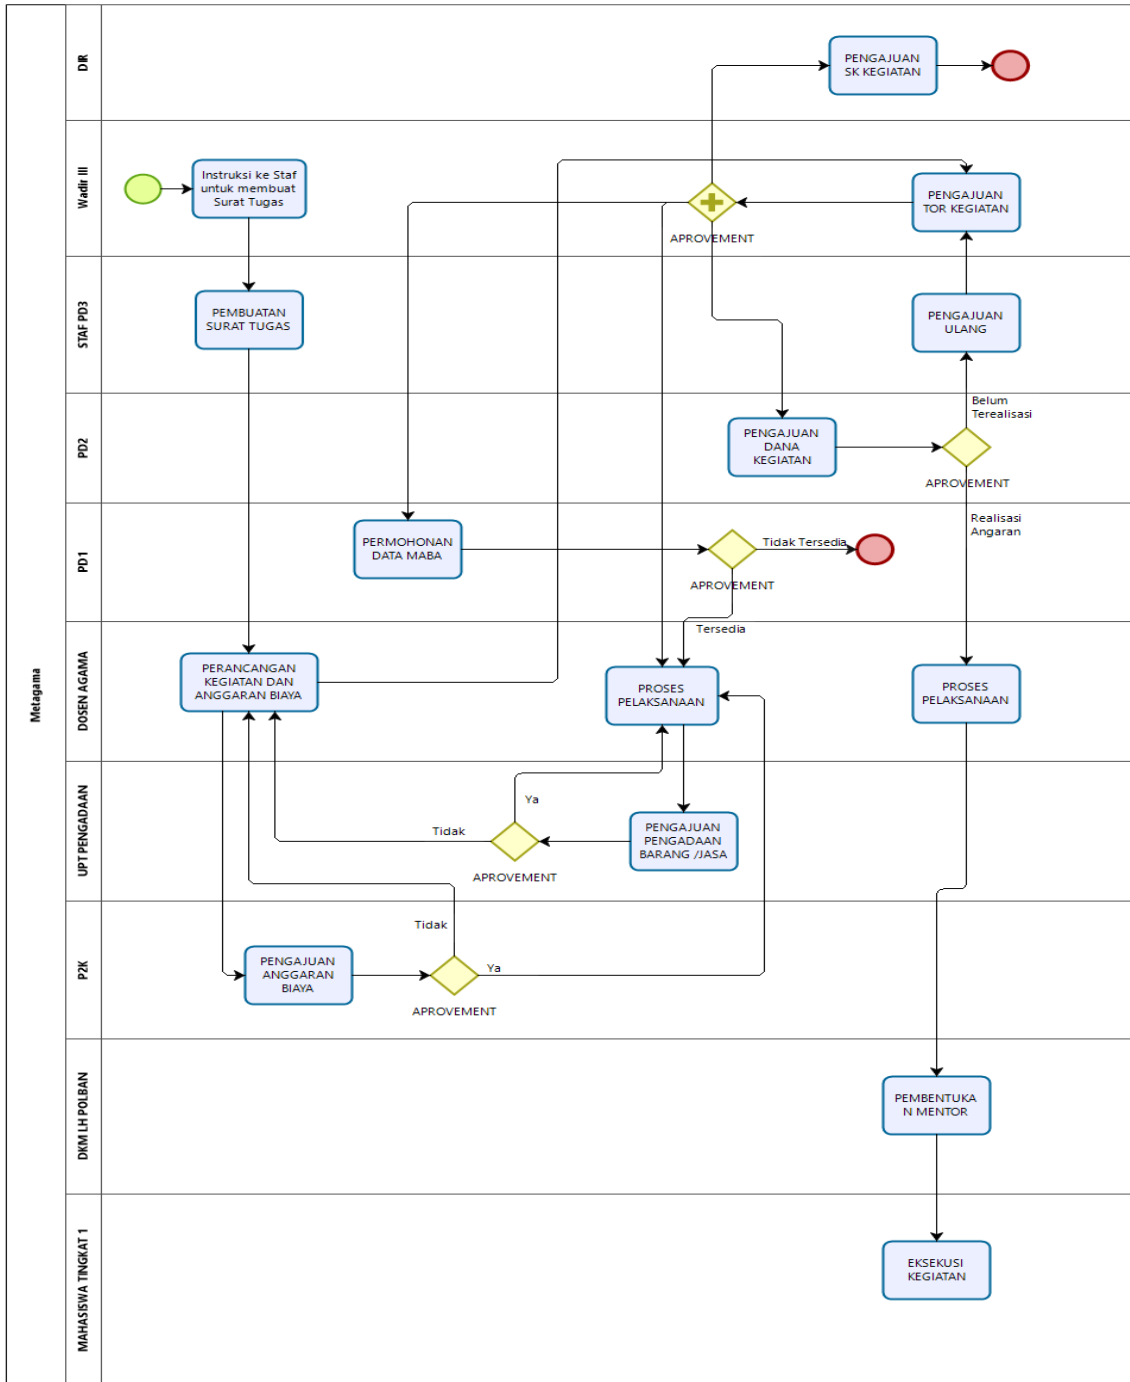 Metagama
DIR
PENGAJUAN
SK KEGIATAN
Wadir III
Instruksi ke Staf
untuk membuat
Surat Tugas
APROVEMENT
PENGAJUAN
TOR KEGIATAN
STAF PD3
PEMBUATAN
SURAT TUGAS
PENGAJUAN
ULANG
PD2
PENGAJUAN
DANA
KEGIATAN
Belum
Terealisasi
APROVEMENT
PD1
PERMOHONAN
DATA MABA
Tidak Tersedia
APROVEMENT
Realisasi
Angaran
Tersedia
DOSEN AGAMA
PERANCANGAN
KEGIATAN DAN
ANGGARAN BIAYA
PROSES
PELAKSANAAN
PROSES
PELAKSANAAN
UPT PENGADAAN
Tidak
Ya
APROVEMENT
PENGAJUAN
PENGADAAN
BARANG /JASA
P2K
PENGAJUAN
ANGGARAN
BIAYA
Tidak
Ya
APROVEMENT
DKM LH POLBAN
PEMBENTUKA
N MENTOR
MAHASISWA TINGKAT 1
EKSEKUSI
KEGIATAN